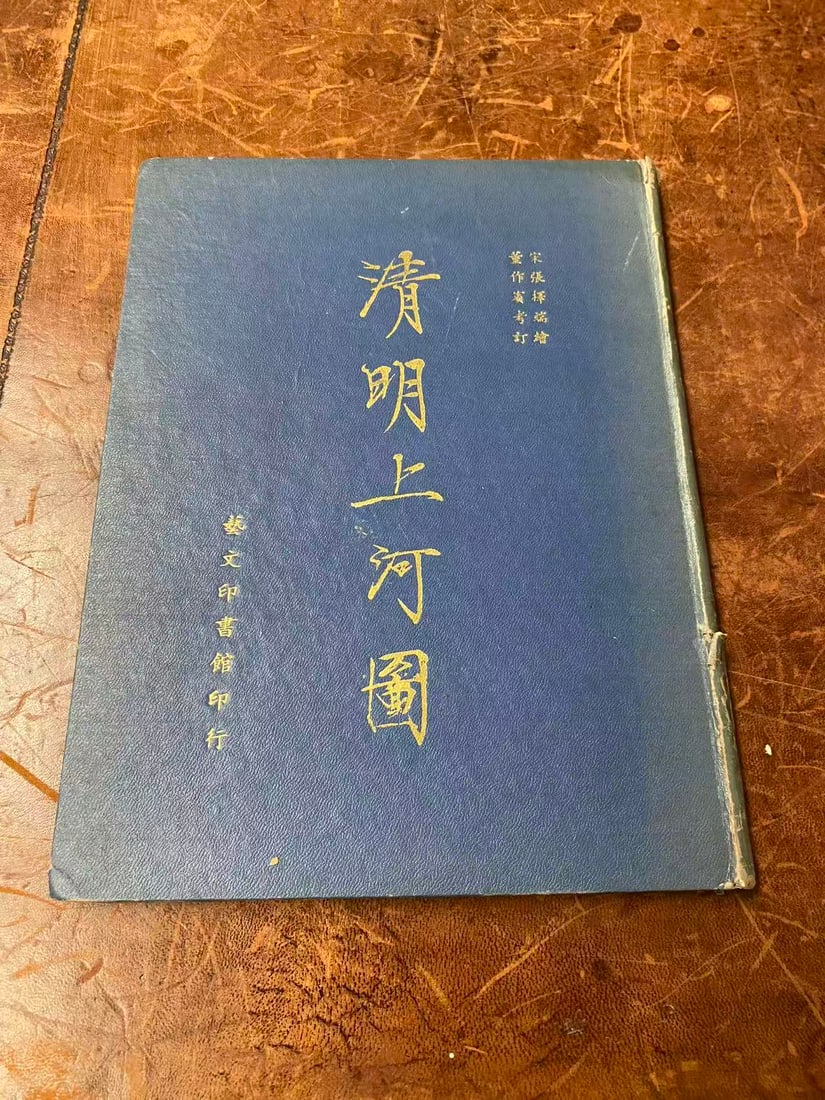 宋張擇端繪
董作賓考訂
清明上河圖
藝文印書館印行